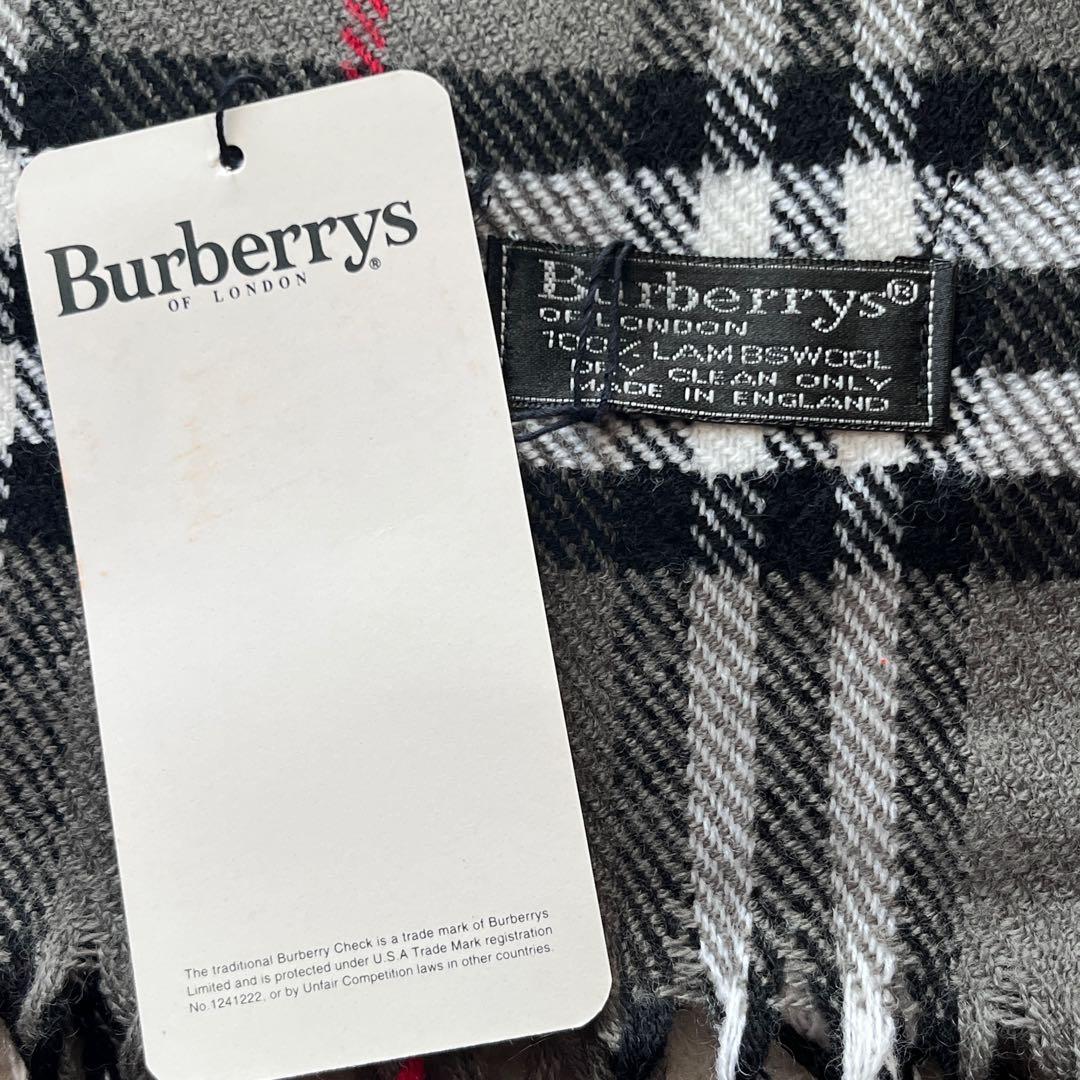 Burberrys®
OF LONDON
Burberrys®
OF LONDON
100% LAMBSWOOL
DRY CLEAN ONLY
MADE IN ENGLAND
The traditional Burberry Check is a trade mark of Burberrys
Limited and is protected under U.S.A Trade Mark registration
No.1241222, or by Unfair Competition laws in other countries.